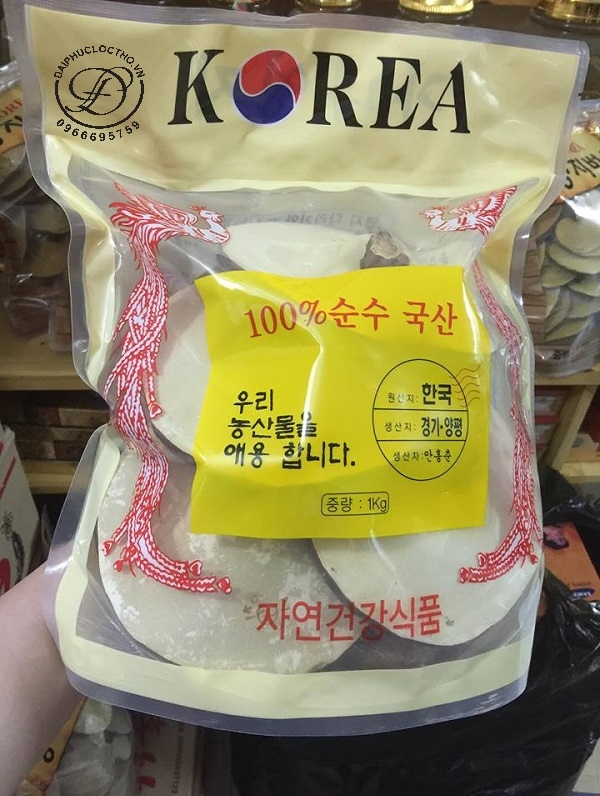 DAIPHUCLOCTHO.VN
0966695759
KOREA
100% 순수 국산
우리
농산물을
애용 합니다.
원산지: 한국
생산지: 경기·양평
생산자: 안홍춘
중량 : 1Kg
자연건강식품